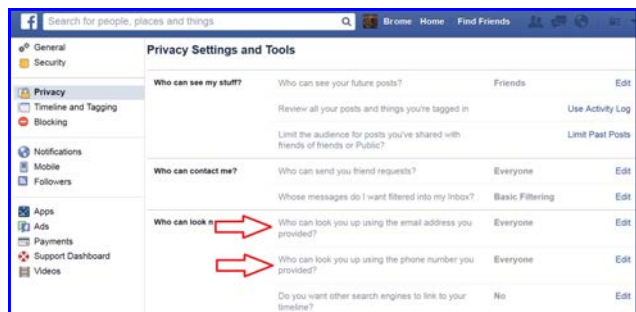 f Search for people, places and things Brome Home Find Friends
General
Security
Privacy
Timeline and Tagging
Blocking
Notifications
Mobile
Followers
Apps
Ads
Payments
Support Dashboard
Videos
Privacy Settings and Tools
Who can see my stuff? Who can see your future posts? Friends Edit
Review all your posts and things you're tagged in Use Activity Log
Limit the audience for posts you've shared with Limit Past Posts
friends of friends or Public?
Who can contact me? Who can send you friend requests? Everyone Edit
Whose messages do I want filtered into my Inbox? Basic Filtering Edit
Who can look Who can look you up using the email address you Everyone Edit
provided?
Who can look you up using the phone number you Everyone Edit
provided?
Do you want other search engines to link to your No Edit
timeline?